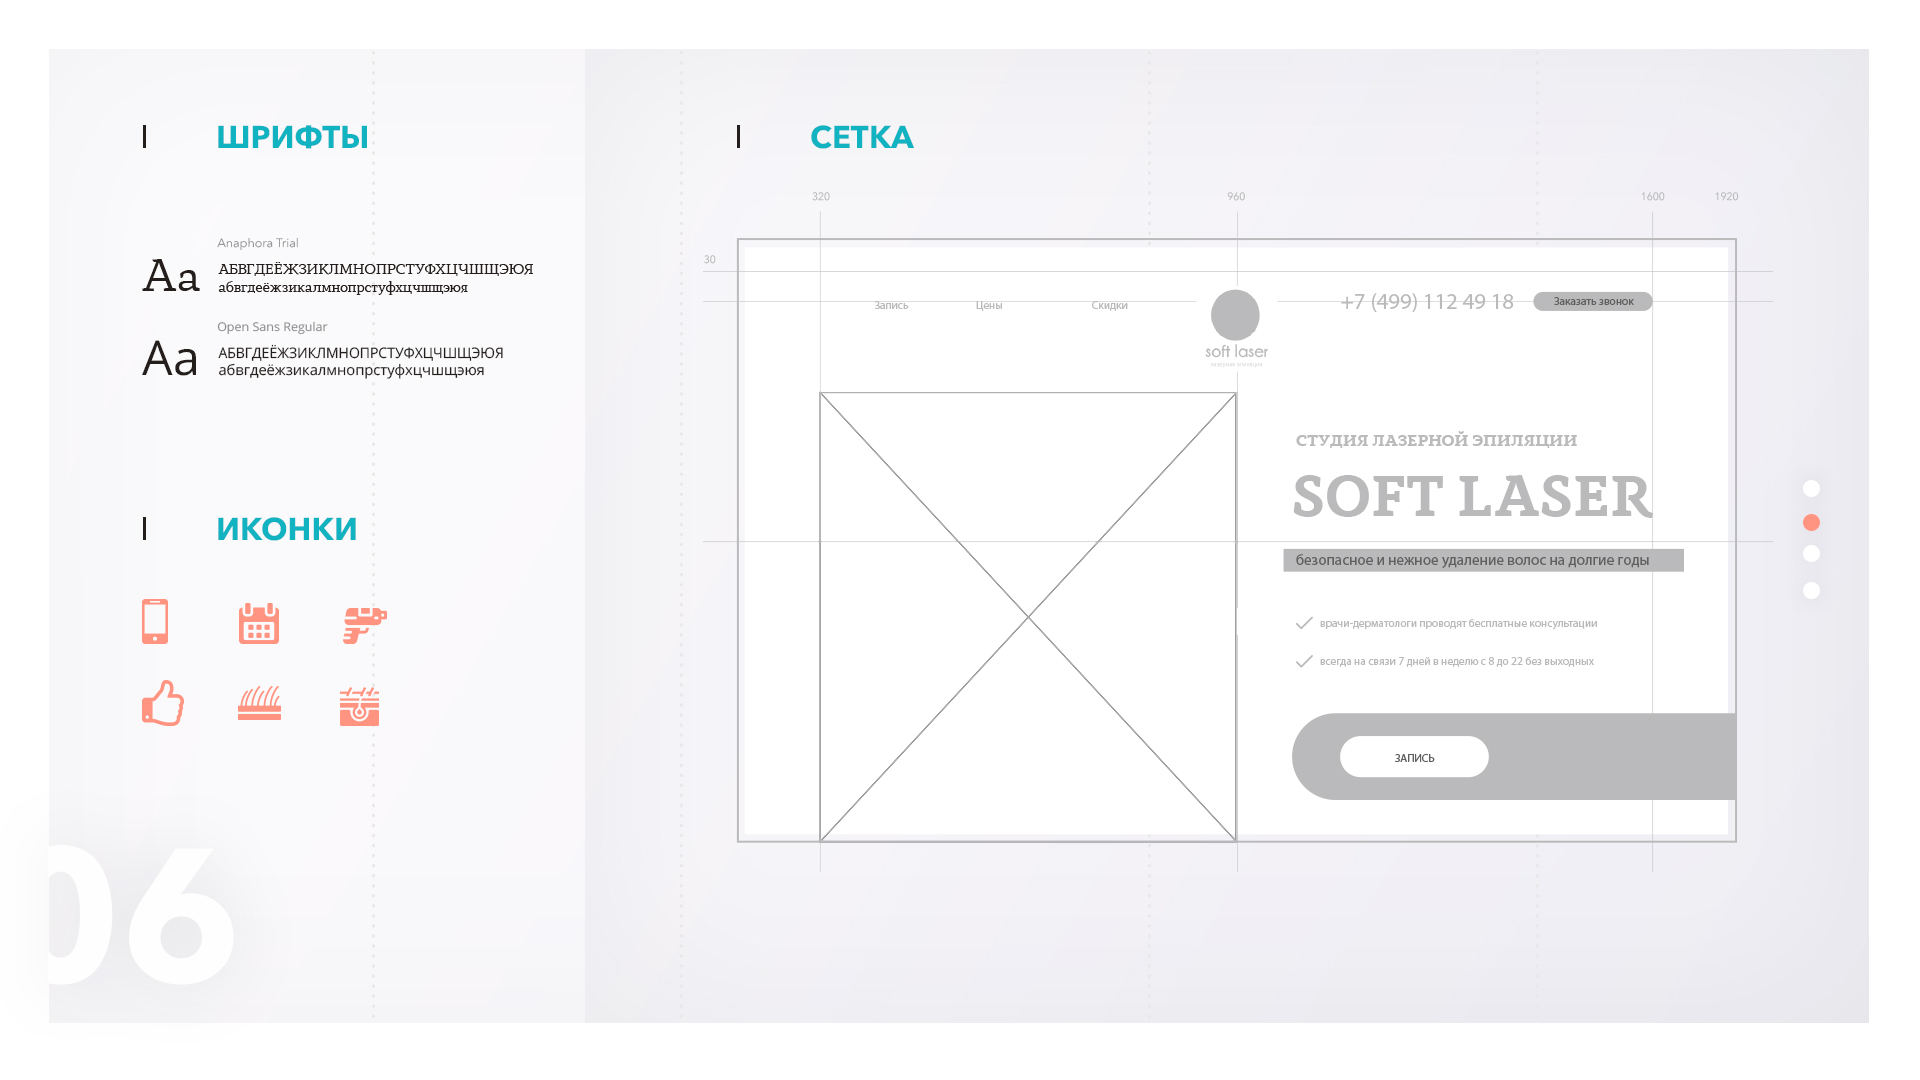 ШРИФТЫ
Anaphora Trial
Aa
АБВГДЕЁЖЗИКЛМНОПРСТУФХЦЧШЩЭЮЯ
абвгдеёжзикалмнопрстуфхцчшщэюя
Open Sans Regular
Aa
АБВГДЕЁЖЗИКЛМНОПРСТУФХЦЧШЩЭЮЯ
абвгдеёжзикалмнопрстуфхцчшщэюя
ИКОНКИ
06
СЕТКА
320 960 1600 1920
30
Запись Цены Скидки
soft laser
лазерная эпиляция
+7 (499) 112 49 18
Заказать звонок
СТУДИЯ ЛАЗЕРНОЙ ЭПИЛЯЦИИ
SOFT LASER
безопасное и нежное удаление волос на долгие годы
врачи-дерматологи проводят бесплатные консультации
всегда на связи 7 дней в неделю с 8 до 22 без выходных
ЗАПИСЬ